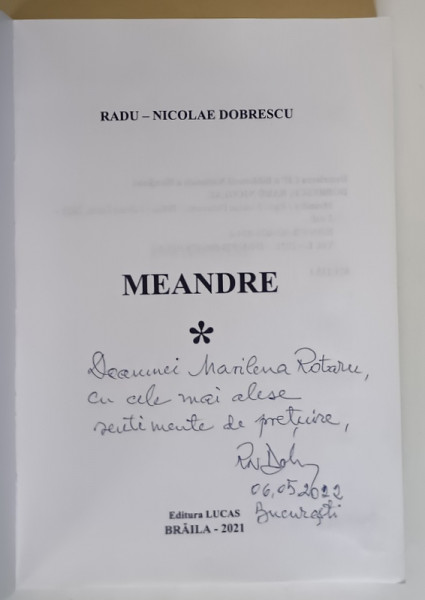 RADU – NICOLAE DOBRESCU
MEANDRE
*
Doamnei Marilena Rotaru,
cu cele mai alese
sentimente de prețuire,
06.05.2022
București
Editura LUCAS
BRĂILA - 2021